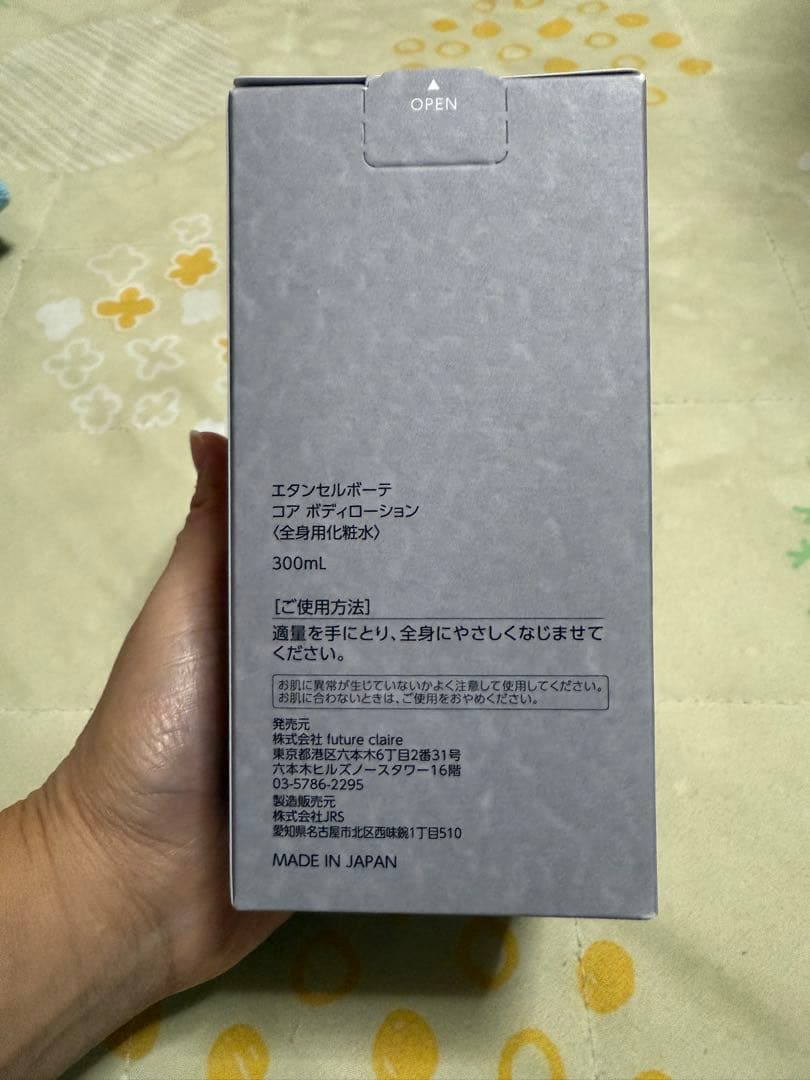 ▲
OPEN
エタンセルボーテ
コア ボディローション
〈全身用化粧水〉
300mL
[ご使用方法]
適量を手にとり、全身にやさしくなじませて
ください。
お肌に異常が生じていないかよく注意して使用してください。
お肌に合わないときは、ご使用をおやめください。
発売元
株式会社 future claire
東京都港区六本木6丁目2番31号
六本木ヒルズノースタワー16階
03-5786-2295
製造販売元
株式会社JRS
愛知県名古屋市北区西味鋺1丁目510
MADE IN JAPAN